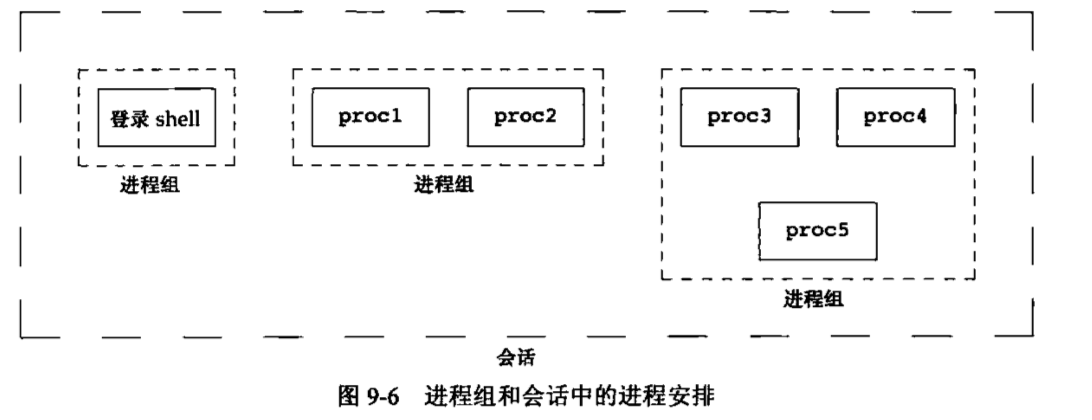 登录 shell
proc1
proc2
proc3
proc4
进程组
进程组
proc5
进程组
会话
图 9-6 进程组和会话中的进程安排